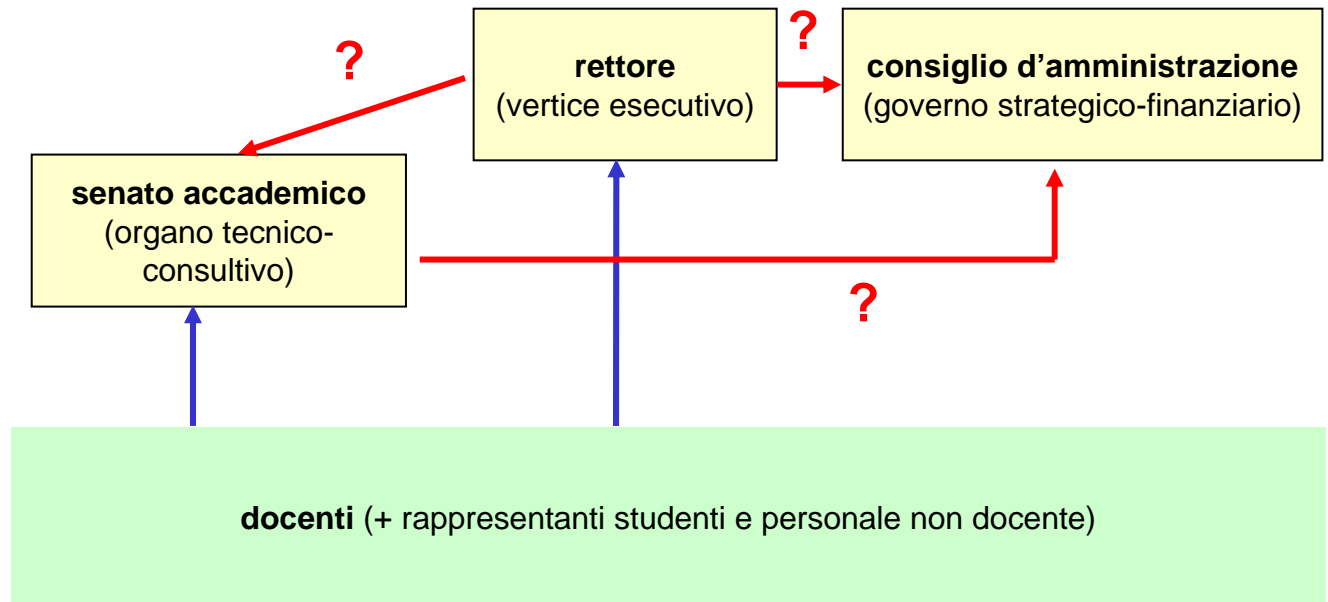 ?
?
rettore
(vertice esecutivo)
consiglio d’amministrazione
(governo strategico-finanziario)
senato accademico
(organo tecnico-
consultivo)
?
docenti (+ rappresentanti studenti e personale non docente)